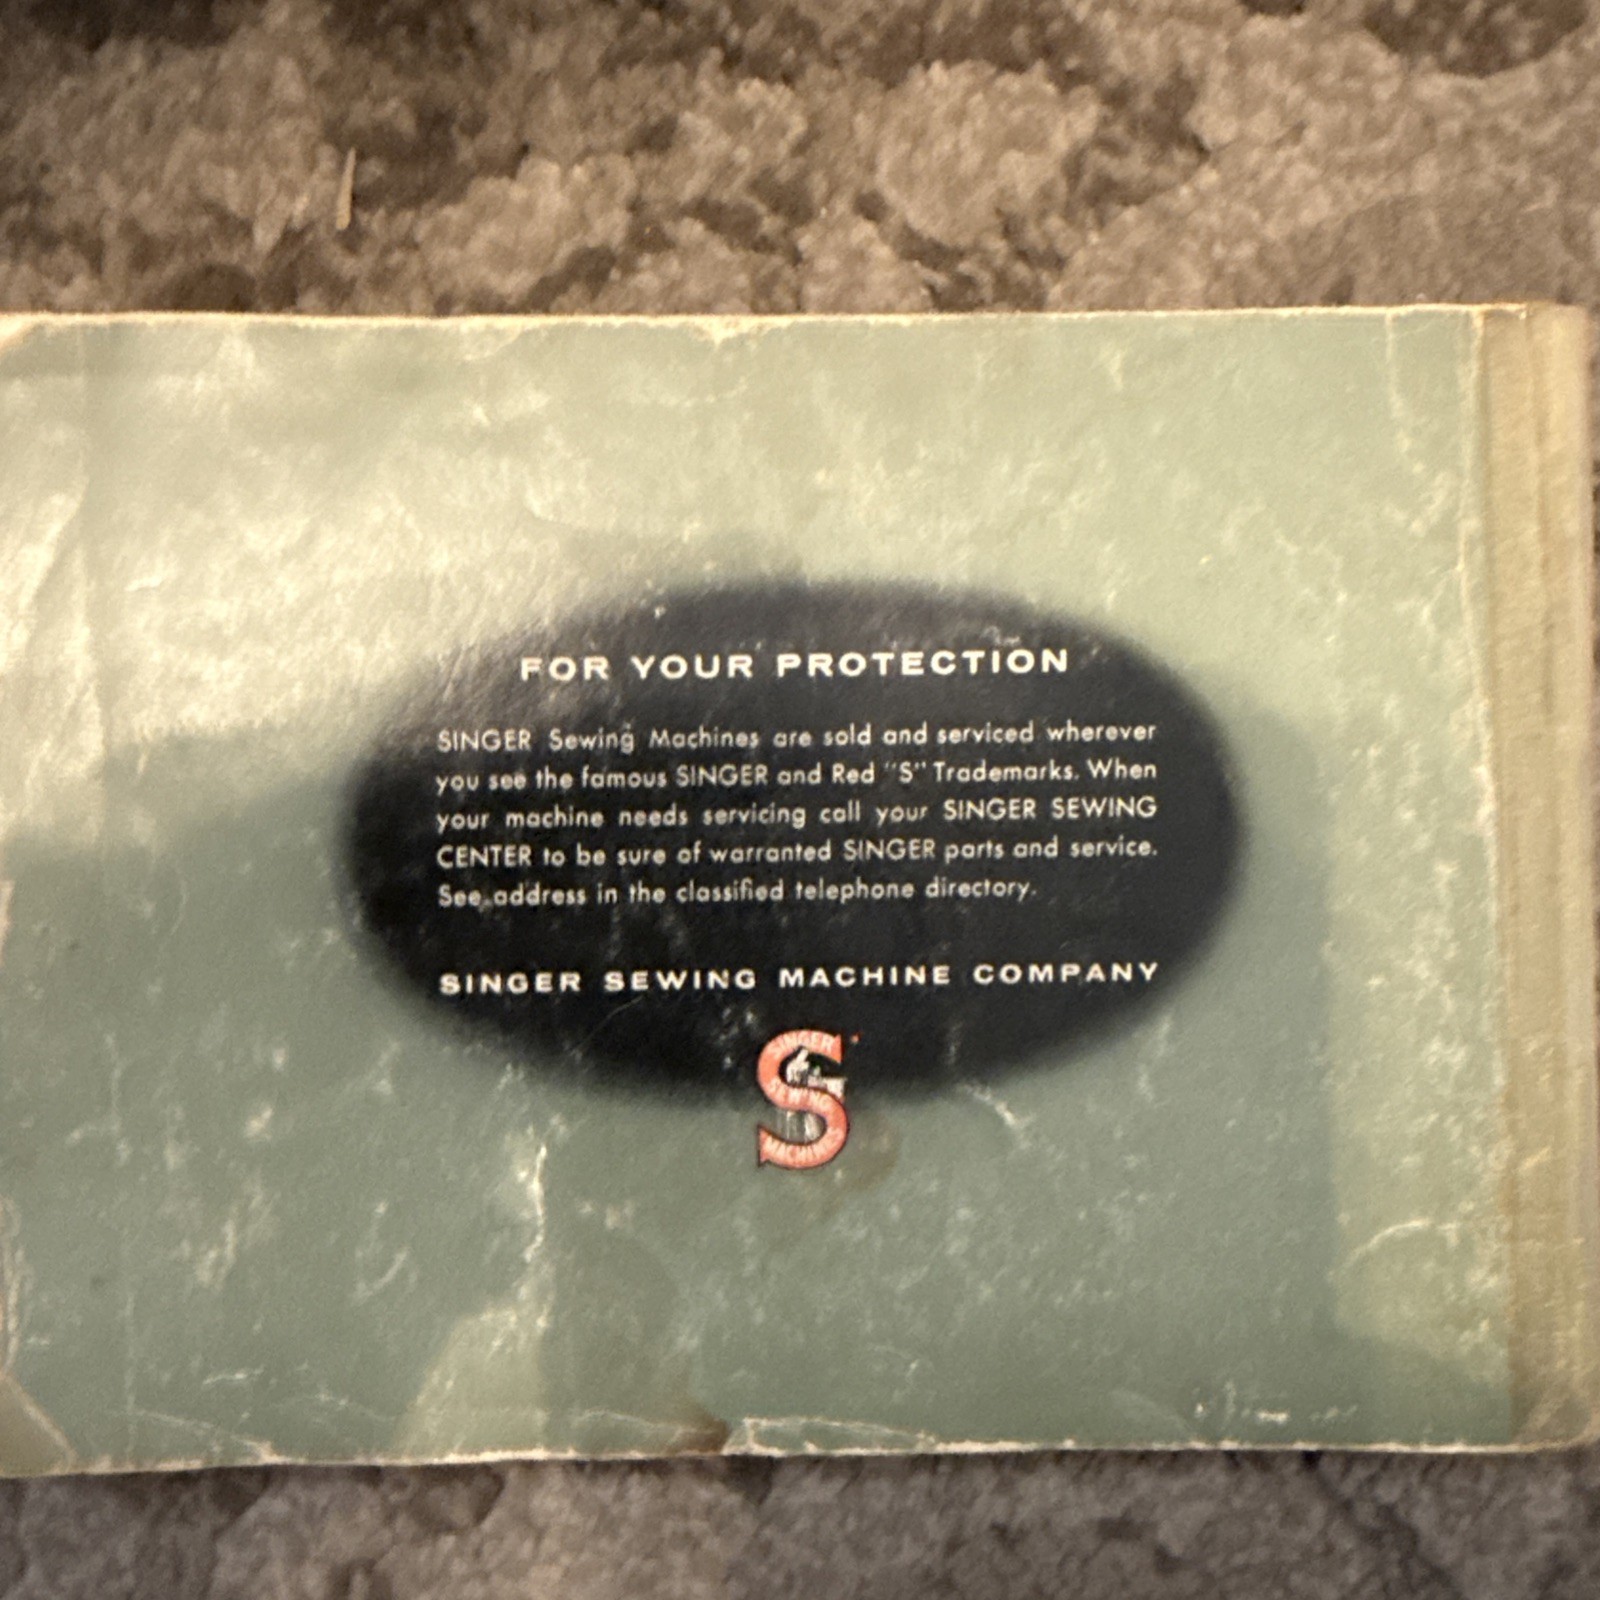 FOR YOUR PROTECTION
SINGER Sewing Machines are sold and serviced wherever
you see the famous SINGER and Red "S" Trademarks. When
your machine needs servicing call your SINGER SEWING
CENTER to be sure of warranted SINGER parts and service.
See address in the classified telephone directory.
SINGER SEWING MACHINE COMPANY
SINGER
SEWING
MACHINES